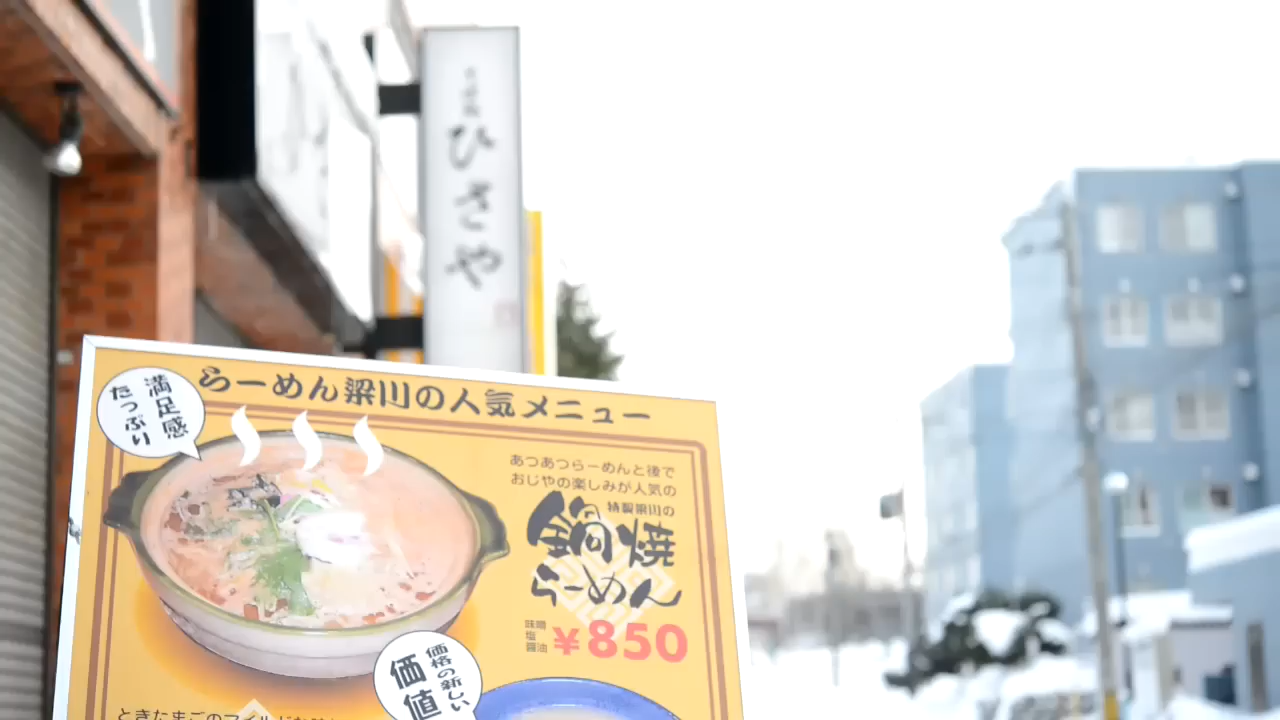 ひさや
らーめん梁川の人気メニュー
満足感
たっぷり
あつあつらーめんと後で
おじやの楽しみが人気の
特製梁川の
鍋焼
らーめん
味噌
塩
醤油
¥850
価格の新しい
価値